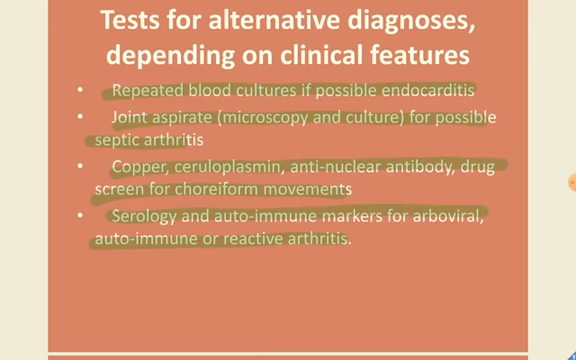 Tests for alternative diagnoses,
depending on clinical features
• Repeated blood cultures if possible endocarditis
• Joint aspirate (microscopy and culture) for possible
septic arthritis
• Copper, ceruloplasmin, anti-nuclear antibody, drug
screen for choreiform movements
• Serology and auto-immune markers for arboviral,
auto-immune or reactive arthritis.